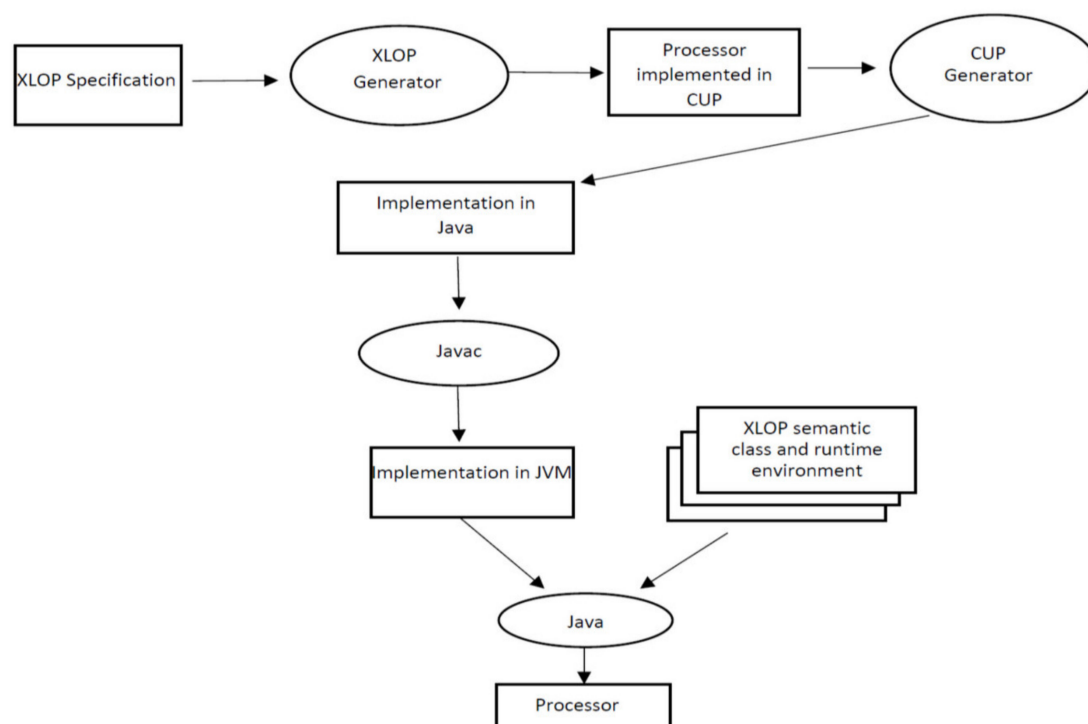 XLOP Specification
XLOP
Generator
Processor
implemented in
CUP
CUP
Generator
Implementation in
Java
Javac
Implementation in JVM
XLOP semantic
class and runtime
environment
Java
Processor